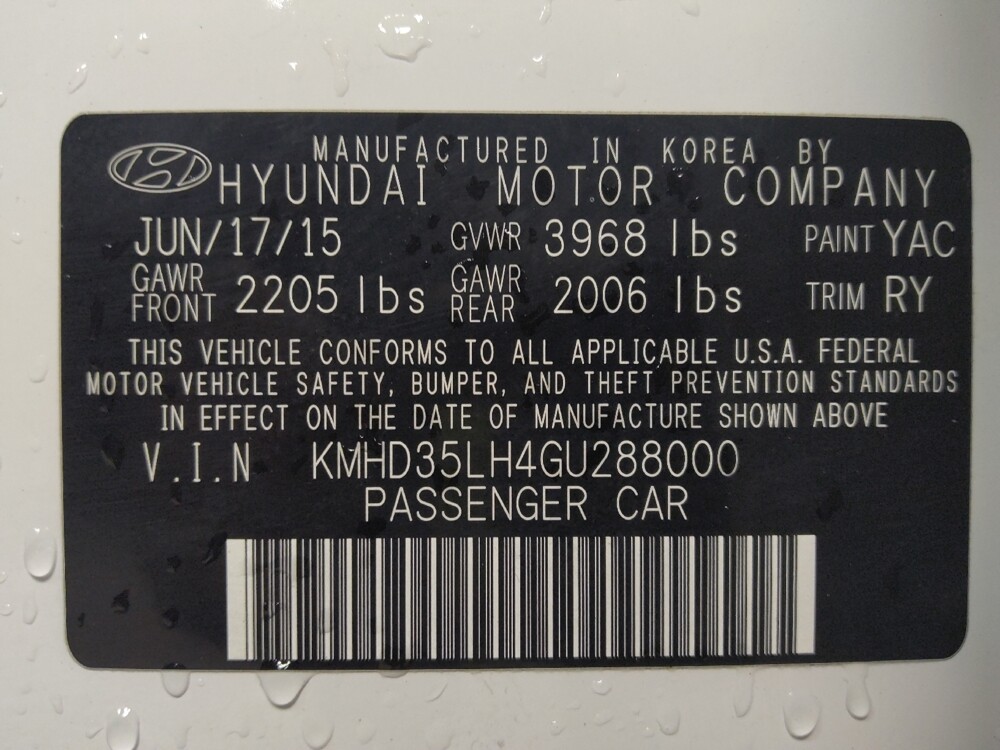 MANUFACTURED IN KOREA BY
HYUNDAI MOTOR COMPANY
JUN/17/15 GVWR 3968 lbs PAINT YAC
GAWR FRONT 2205 lbs GAWR REAR 2006 lbs TRIM RY
THIS VEHICLE CONFORMS TO ALL APPLICABLE U.S.A. FEDERAL
MOTOR VEHICLE SAFETY, BUMPER, AND THEFT PREVENTION STANDARDS
IN EFFECT ON THE DATE OF MANUFACTURE SHOWN ABOVE
V.I.N KMHD35LH4GU288000
PASSENGER CAR